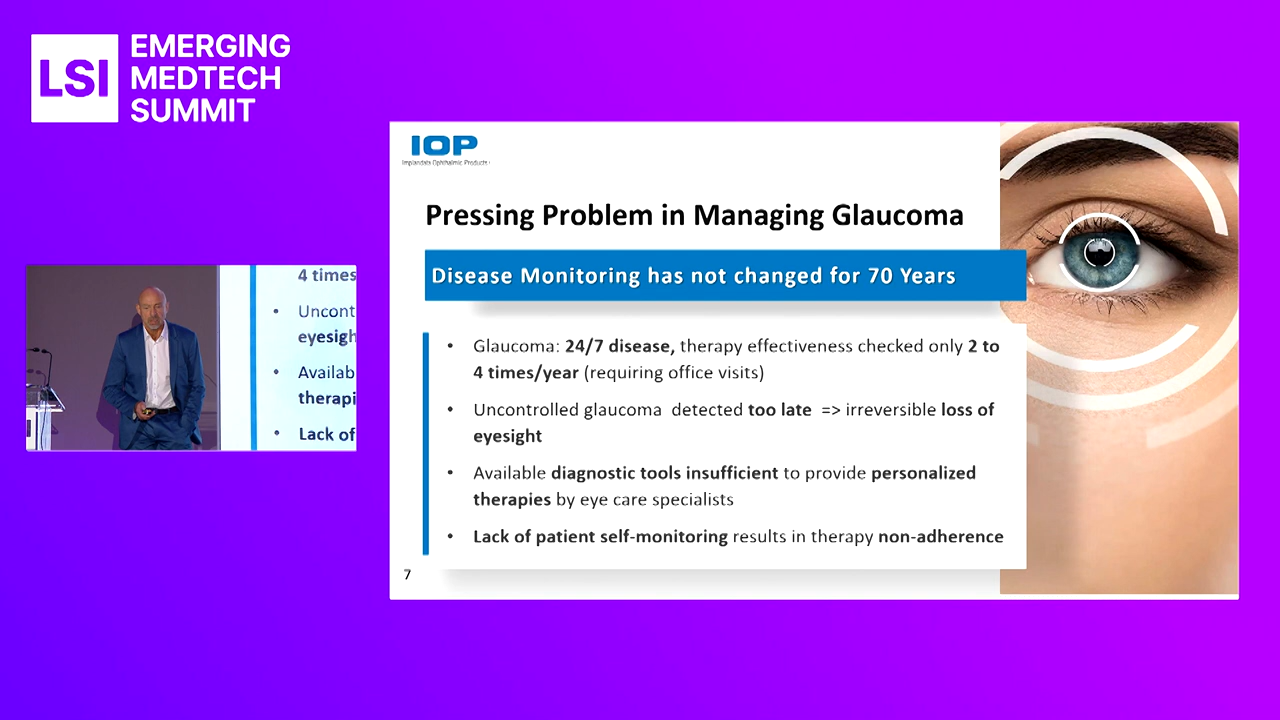 LSI
EMERGING
MEDTECH
SUMMIT
IOP
Implandata Ophthalmic Products
Pressing Problem in Managing Glaucoma
Disease Monitoring has not changed for 70 Years
• Glaucoma: 24/7 disease, therapy effectiveness checked only 2 to
4 times/year (requiring office visits)
• Uncontrolled glaucoma detected too late => irreversible loss of
eyesight
• Available diagnostic tools insufficient to provide personalized
therapies by eye care specialists
• Lack of patient self-monitoring results in therapy non-adherence
7
4 times
• Uncont
eyesigh
• Availab
therapi
• Lack of